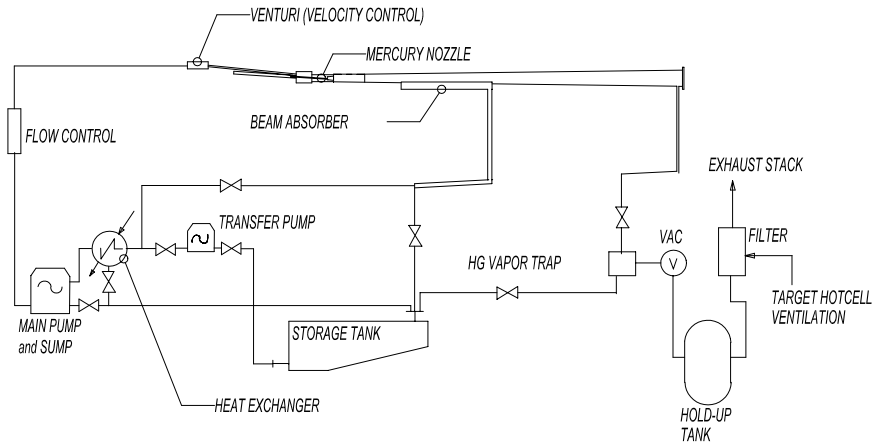 VENTURI (VELOCITY CONTROL)
MERCURY NOZZLE
BEAM ABSORBER
FLOW CONTROL
EXHAUST STACK
TRANSFER PUMP
VAC
FILTER
HG VAPOR TRAP
V
TARGET HOTCELL
VENTILATION
MAIN PUMP
and SUMP
STORAGE TANK
HEAT EXCHANGER
HOLD-UP
TANK